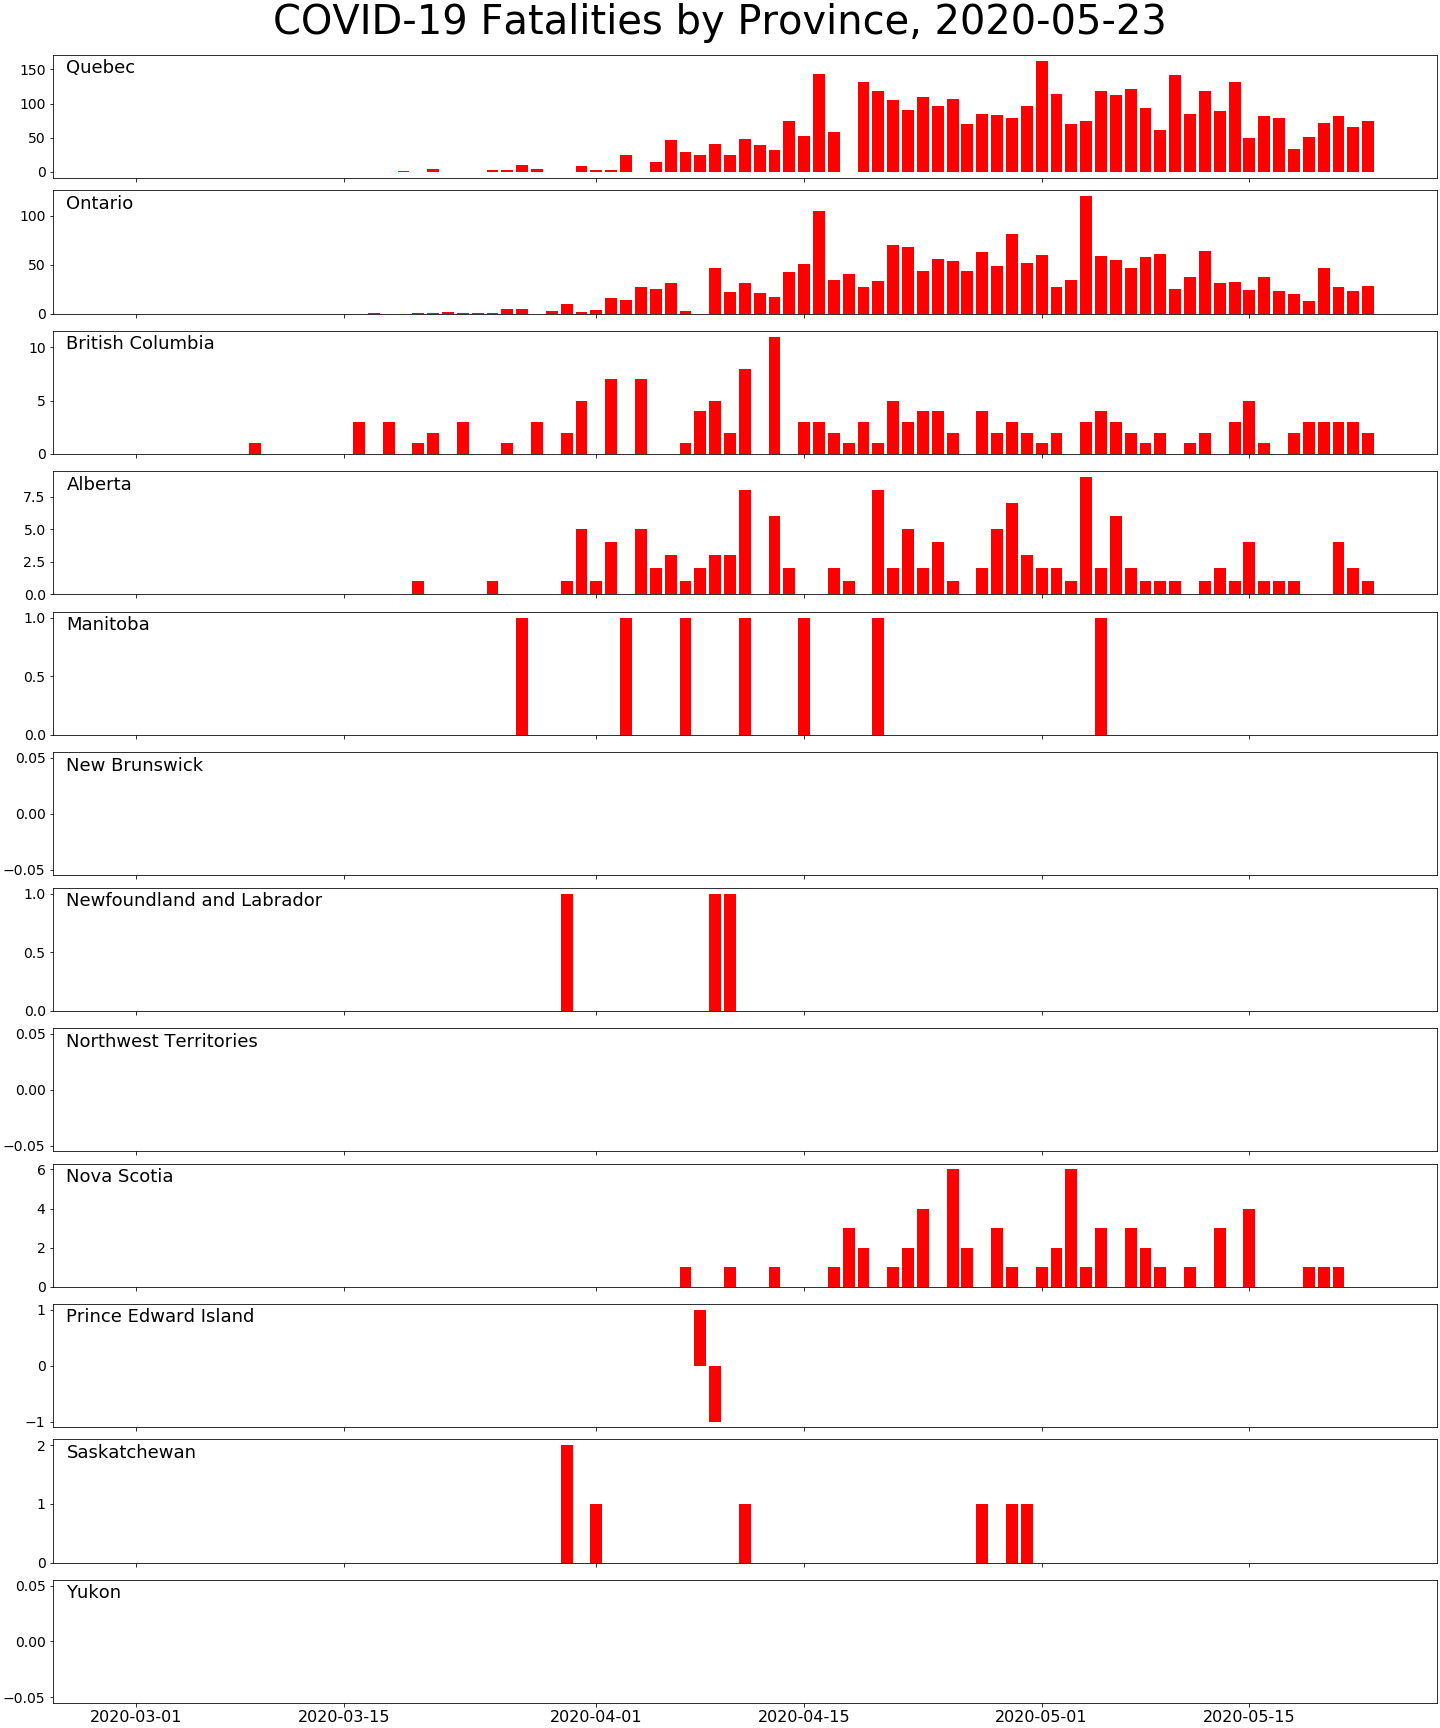 COVID-19 Fatalities by Province, 2020-05-23
Quebec
150
100
50
0
Ontario
100
50
0
British Columbia
10
5
0
Alberta
7.5
5.0
2.5
0.0
Manitoba
1.0
0.5
0.0
New Brunswick
0.05
0.00
−0.05
Newfoundland and Labrador
1.0
0.5
0.0
Northwest Territories
0.05
0.00
−0.05
Nova Scotia
6
4
2
0
Prince Edward Island
1
0
−1
Saskatchewan
2
1
0
Yukon
0.05
0.00
−0.05
2020-03-01 2020-03-15 2020-04-01 2020-04-15 2020-05-01 2020-05-15